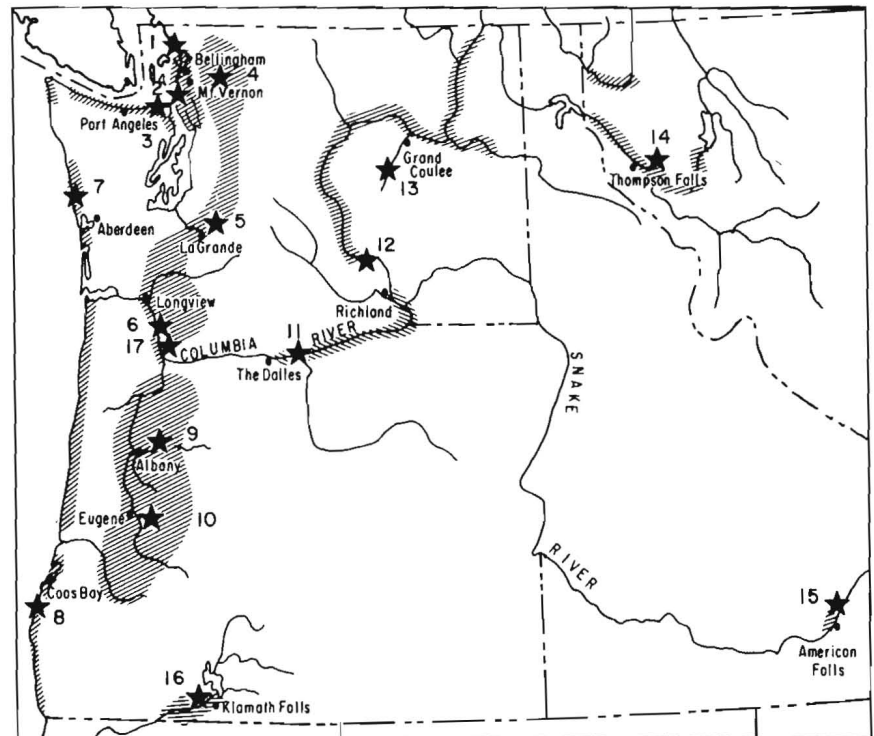 1
Bellingham
4
2
Mt. Vernon
Port Angeles
3
Grand
Coulee
14
13
Thompson Falls
7
Aberdeen
5
LaGrande
12
Longview
Richland
6
11
RIVER
17
COLUMBIA
The Dalles
SNAKE
9
Albany
Eugene
10
RIVER
Coos Bay
8
15
American
Falls
16
Klamath Falls